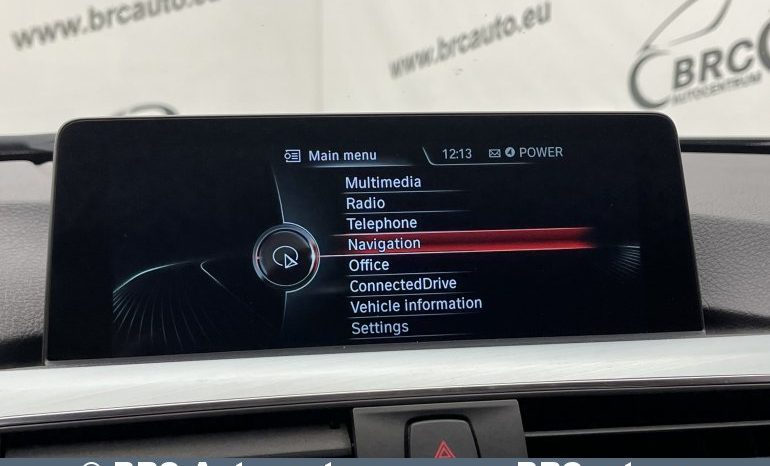 www.brcauto.eu
www.brcauto.eu
BRC
AUTOCENTRUM
Main menu 12:13 POWER
Multimedia
Radio
Telephone
Navigation
Office
ConnectedDrive
Vehicle information
Settings